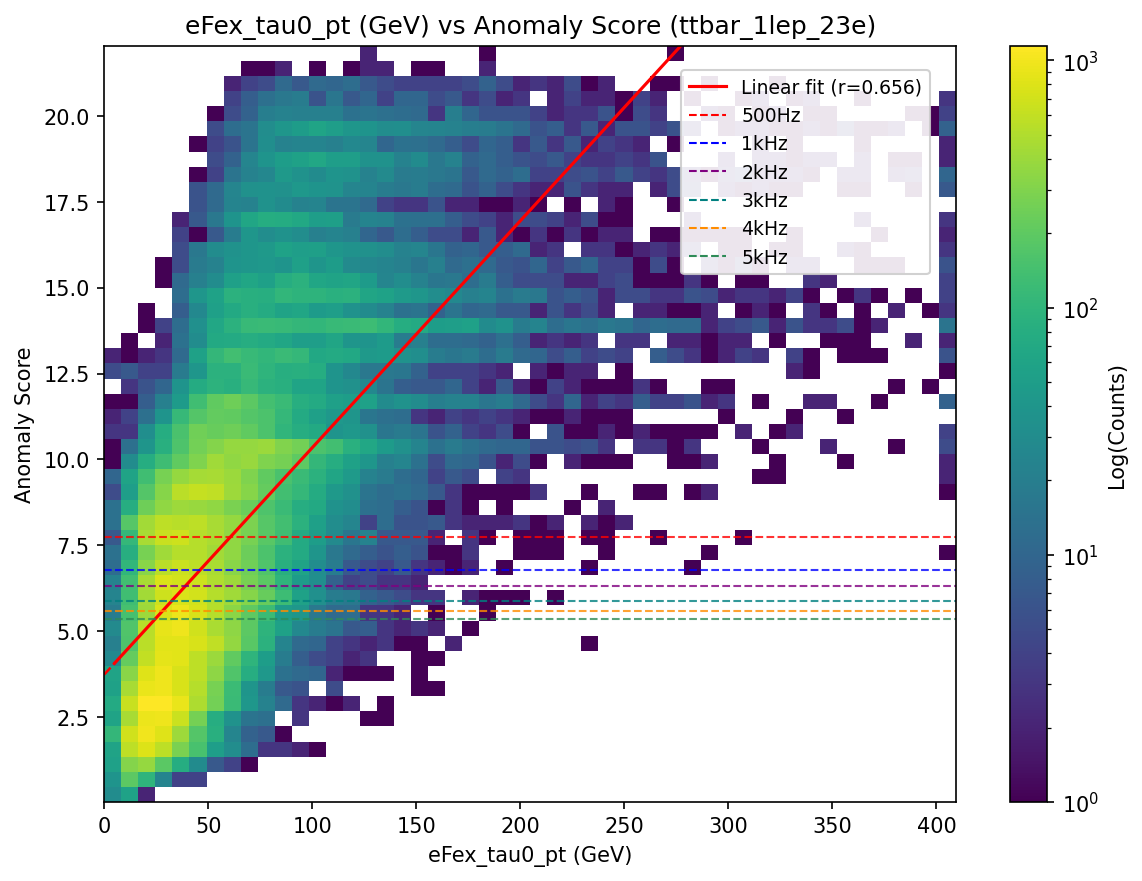 eFex_tau0_pt (GeV) vs Anomaly Score (ttbar_1lep_23e)
Linear fit (r=0.656)
500Hz
1kHz
2kHz
3kHz
4kHz
5kHz
Anomaly Score
20.0
17.5
15.0
12.5
10.0
7.5
5.0
2.5
0
50
100
150
200
250
300
350
400
eFex_tau0_pt (GeV)
10³
10²
10¹
10⁰
Log(Counts)